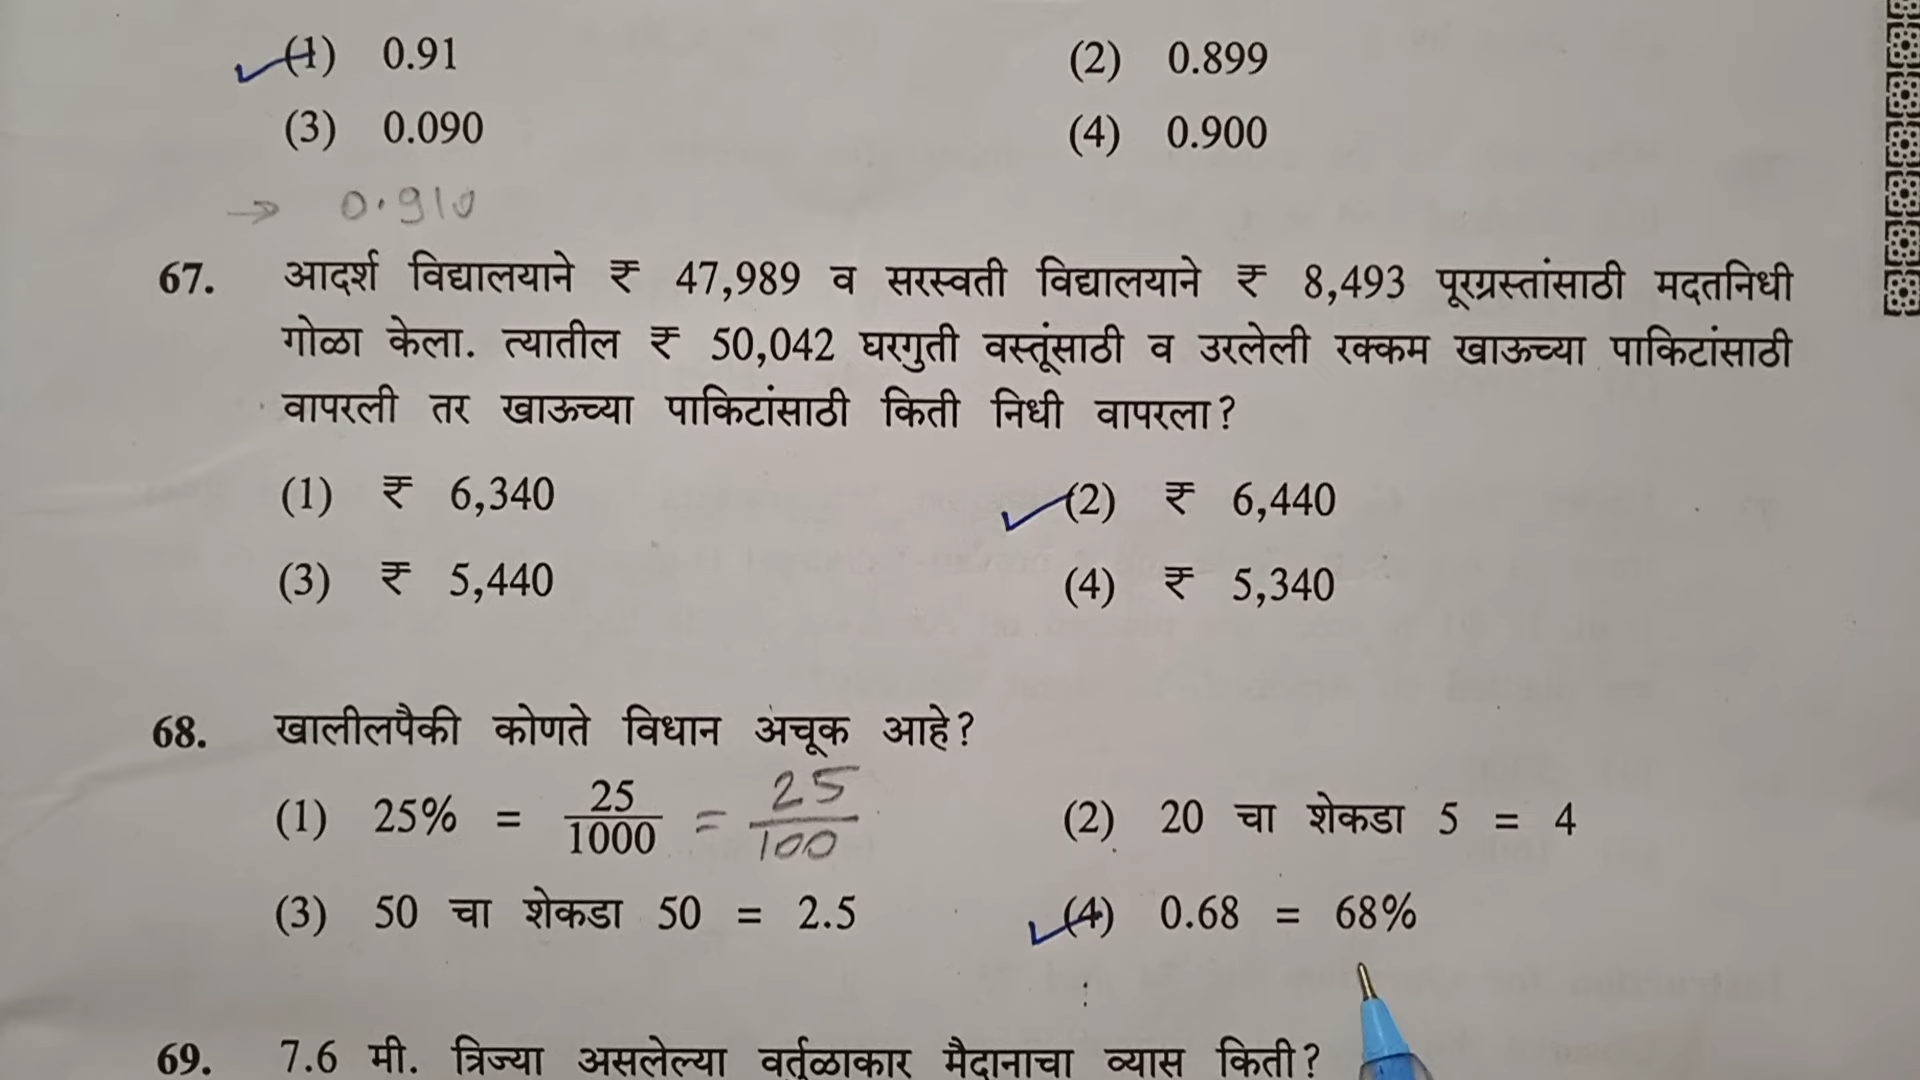 (1) 0.91 (2) 0.899
(3) 0.090 (4) 0.900
→ 0.910
67. आदर्श विद्यालयाने ₹ 47,989 व सरस्वती विद्यालयाने ₹ 8,493 पूरग्रस्तांसाठी मदतनिधी
गोळा केला. त्यातील ₹ 50,042 घरगुती वस्तूंसाठी व उरलेली रक्कम खाऊच्या पाकिटांसाठी
वापरली तर खाऊच्या पाकिटांसाठी किती निधी वापरला?
(1) ₹ 6,340 (2) ₹ 6,440
(3) ₹ 5,440 (4) ₹ 5,340
68. खालीलपैकी कोणते विधान अचूक आहे?
(1) 25% = 25/1000 = 25/100 (2) 20 चा शेकडा 5 = 4
(3) 50 चा शेकडा 50 = 2.5 (4) 0.68 = 68%
69. 7.6 मी. त्रिज्या असलेल्या वर्तुळाकार मैदानाचा व्यास किती?